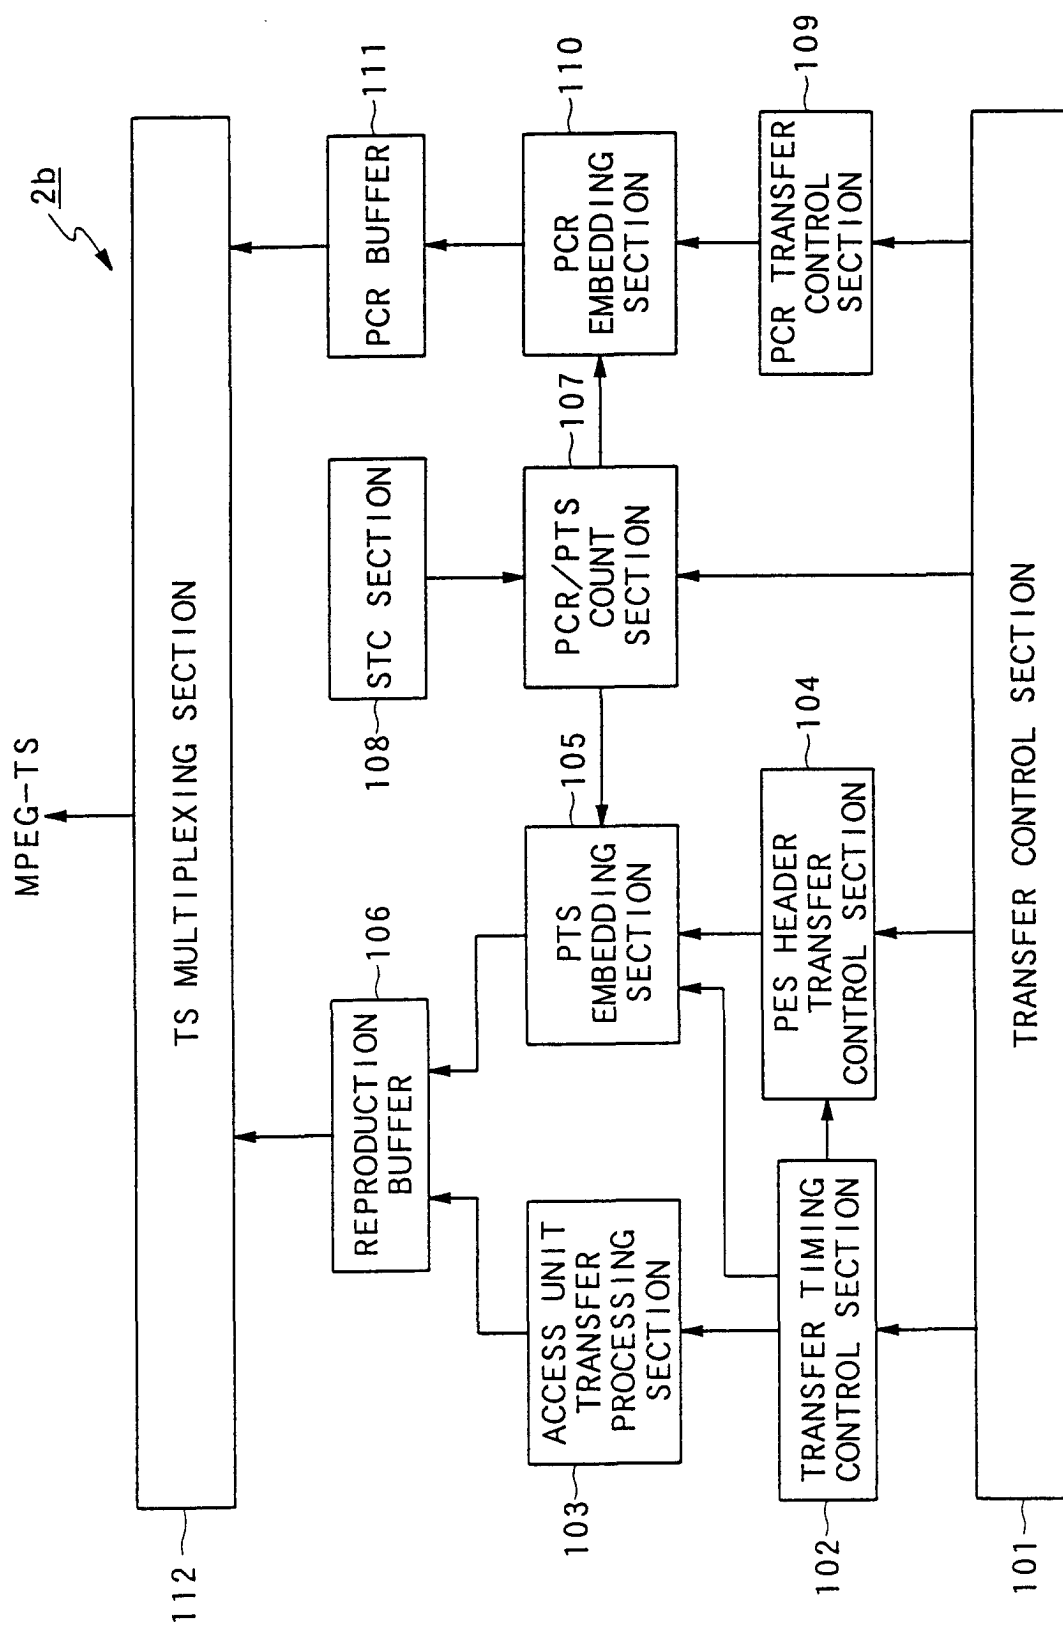 MPEG-TS
2b
112
TS MULTIPLEXING SECTION
106
REPRODUCTION
BUFFER
108
STC SECTION
111
PCR BUFFER
103
ACCESS UNIT
TRANSFER
PROCESSING
SECTION
105
PTS
EMBEDDING
SECTION
107
PCR/PTS
COUNT
SECTION
110
PCR
EMBEDDING
SECTION
102
TRANSFER TIMING
CONTROL SECTION
104
PES HEADER
TRANSFER
CONTROL SECTION
109
PCR TRANSFER
CONTROL
SECTION
101
TRANSFER CONTROL SECTION